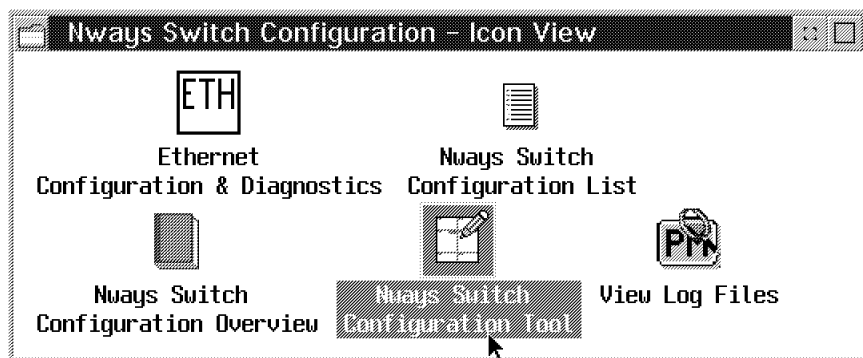 Nways Switch Configuration – Icon View
ETH
Ethernet
Configuration & Diagnostics
Nways Switch
Configuration List
Nways Switch
Configuration Overview
Nways Switch
Configuration Tool
PM
View Log Files